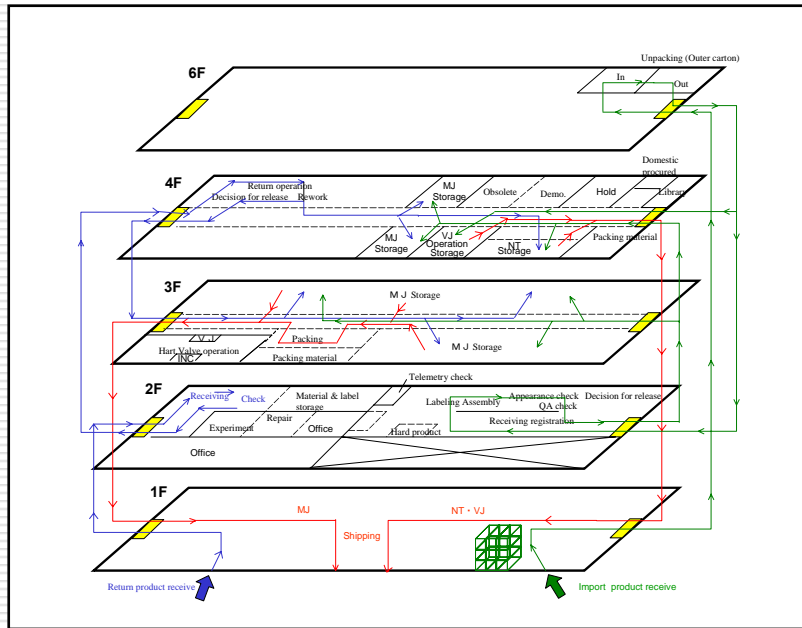 Unpacking (Outer carton)
6F
In
Out
4F
Domestic
procured
Return operation
Decision for release
Rework
MJ
Storage
Obsolete
Demo.
Hold
Library
MJ
Storage
VJ
Operation
Storage
NT
Storage
Packing material
3F
MJ Storage
VJ
Hart Valve operation
INC
Packing
Packing material
MJ Storage
2F
Telemetry check
Receiving
Check
Material & label
storage
Labeling Assembly
Appearance check
QA check
Decision for release
Experiment
Repair
Office
Hard product
Receiving registration
Office
1F
MJ
Shipping
NT・VJ
Return product receive
Import product receive